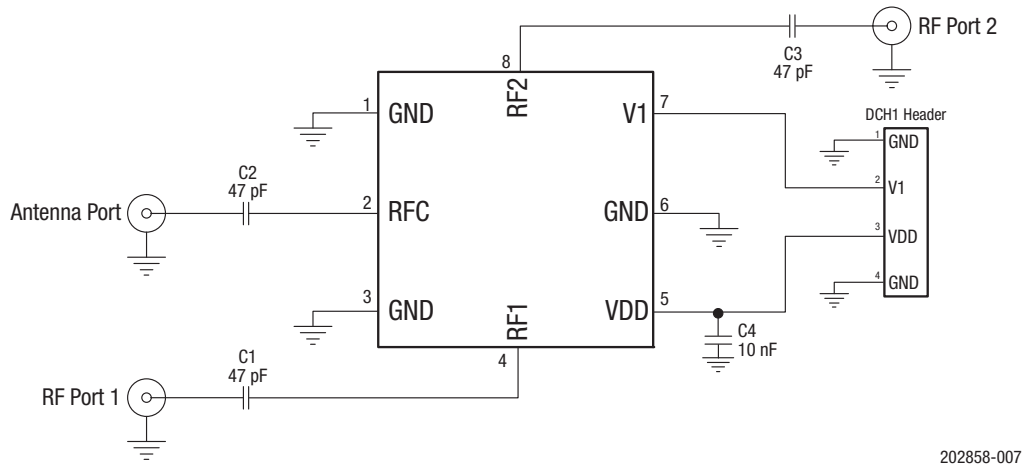 RF Port 2
C3
47 pF
8
RF2
1
GND
V1
7
DCH1 Header
1
GND
C2
47 pF
2
V1
Antenna Port
2
RFC
GND
6
3
VDD
3
GND
VDD
5
4
GND
RF1
C4
10 nF
4
C1
47 pF
RF Port 1
202858-007